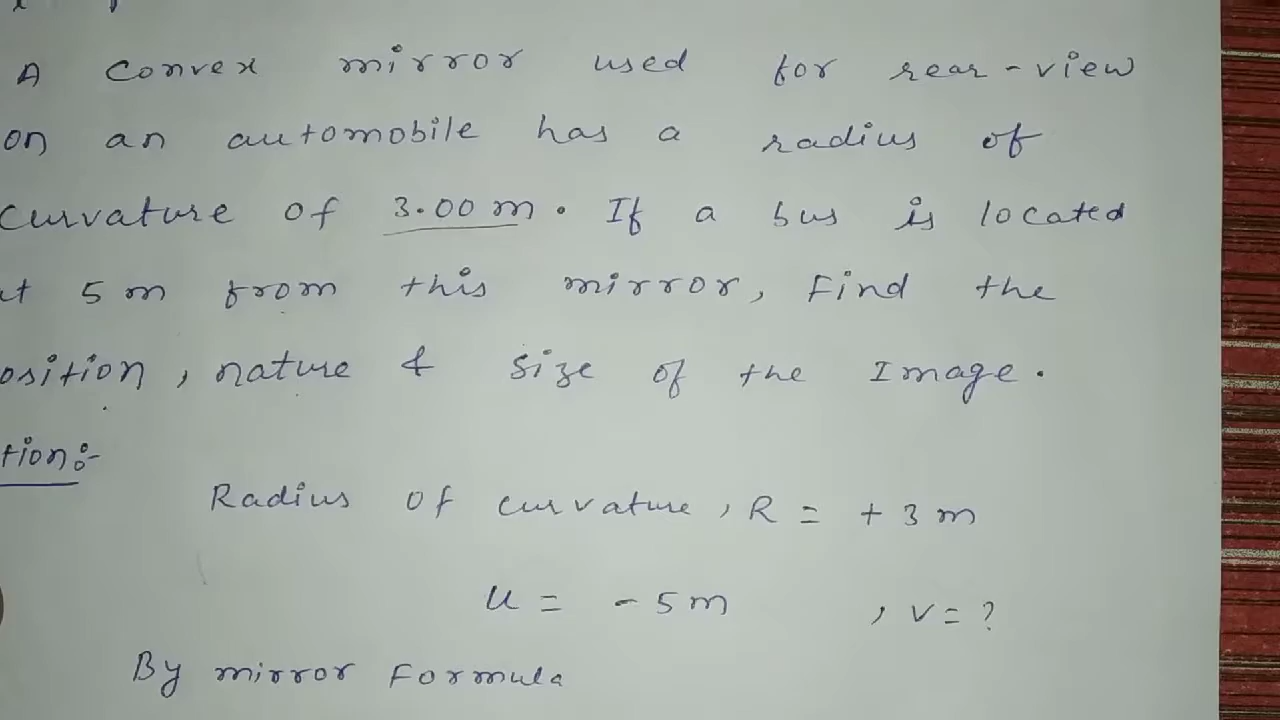 A convex mirror used for rear-view
on an automobile has a radius of
curvature of 3.00 m. If a bus is located
5 m from this mirror, Find the
osition, nature & size of the Image.
tion:-
Radius of curvature, R = + 3 m
u = - 5 m , v = ?
By mirror Formula